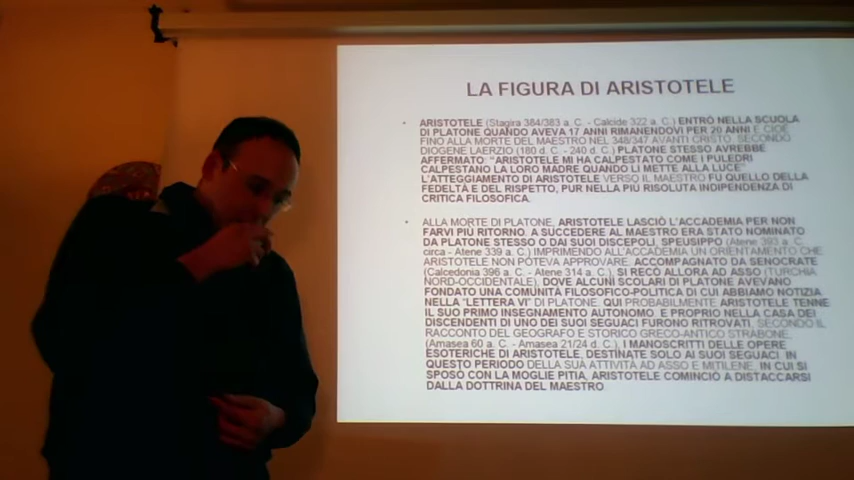 LA FIGURA DI ARISTOTELE
• ARISTOTELE (Stagira 384/383 a. C. - Calcide 322 a. C.) ENTRÒ NELLA SCUOLA
DI PLATONE QUANDO AVEVA 17 ANNI RIMANENDOVI PER 20 ANNI E CIOÈ
FINO ALLA MORTE DEL MAESTRO NEL 348/347 AVANTI CRISTO. SECONDO
DIOGENE LAERZIO (180 d. C. - 240 d. C.) PLATONE STESSO AVREBBE
AFFERMATO: "ARISTOTELE MI HA CALPESTATO COME I PULEDRI
CALPESTANO LA LORO MADRE QUANDO LI METTE ALLA LUCE"
L'ATTEGGIAMENTO DI ARISTOTELE VERSO IL MAESTRO FU QUELLO DELLA
FEDELTÀ E DEL RISPETTO, PUR NELLA PIÙ RISOLUTA INDIPENDENZA DI
CRITICA FILOSOFICA.
• ALLA MORTE DI PLATONE, ARISTOTELE LASCIÒ L'ACCADEMIA PER NON
FARVI PIÙ RITORNO. A SUCCEDERE AL MAESTRO ERA STATO NOMINATO
DA PLATONE STESSO O DAI SUOI DISCEPOLI, SPEUSIPPO (Atene 393 a. C.
circa - Atene 339 a. C.) IMPRIMENDO ALL'ACCADEMIA UN ORIENTAMENTO CHE
ARISTOTELE NON POTEVA APPROVARE. ACCOMPAGNATO DA SENOCRATE
(Calcedonia 396 a. C. - Atene 314 a. C.), SI RECÒ ALLORA AD ASSO (TURCHIA
NORD-OCCIDENTALE) DOVE ALCUNI SCOLARI DI PLATONE AVEVANO
FONDATO UNA COMUNITÀ FILOSOFICO-POLITICA DI CUI ABBIAMO NOTIZIA
NELLA "LETTERA VI" DI PLATONE. QUI PROBABILMENTE ARISTOTELE TENNE
IL SUO PRIMO INSEGNAMENTO AUTONOMO E PROPRIO NELLA CASA DEI
DISCENDENTI DI UNO DEI SUOI SEGUACI FURONO RITROVATI, SECONDO IL
RACCONTO DEL GEOGRAFO E STORICO GRECO-ANTICO STRABONE
(Amasea 60 a. C. - Amasea 21/24 d. C.), I MANOSCRITTI DELLE OPERE
ESOTERICHE DI ARISTOTELE, DESTINATE SOLO AI SUOI SEGUACI. IN
QUESTO PERIODO DELLA SUA ATTIVITÀ AD ASSO E MITILENE, IN CUI SI
SPOSÒ CON LA MOGLIE PITIA, ARISTOTELE COMINCIÒ A DISTACCARSI
DALLA DOTTRINA DEL MAESTRO